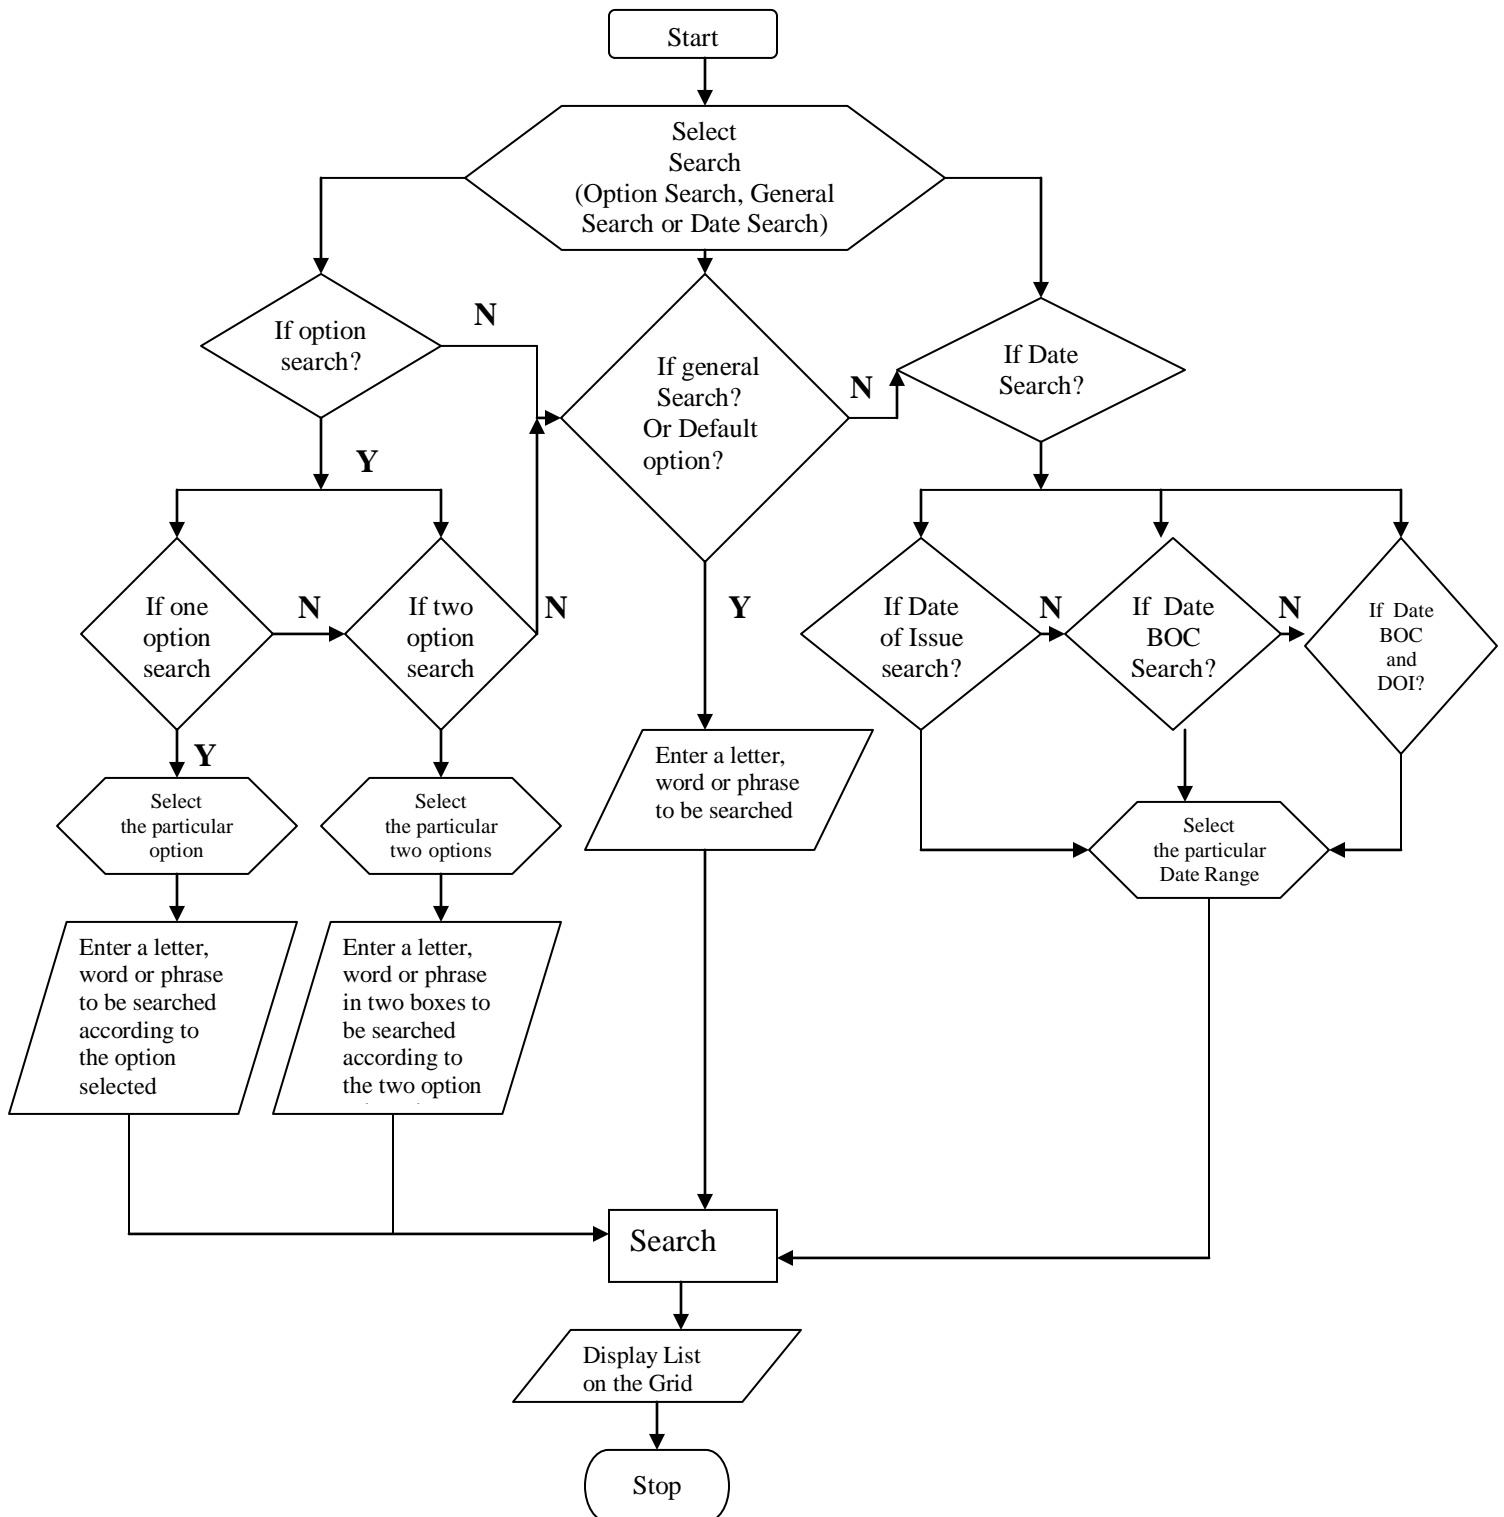 Start
Select
Search
(Option Search, General
Search or Date Search)
If option
search?
N
If general
Search?
Or Default
option?
N
If Date
Search?
Y
If one
option
search
N
If two
option
search
N
Y
If Date
of Issue
search?
N
If Date
BOC
Search?
N
If Date
BOC
and
DOI?
Y
Select
the particular
option
Select
the particular
two options
Enter a letter,
word or phrase
to be searched
Select
the particular
Date Range
Enter a letter,
word or phrase
to be searched
according to
the option
selected
Enter a letter,
word or phrase
in two boxes to
be searched
according to
the two option
Search
Display List
on the Grid
Stop